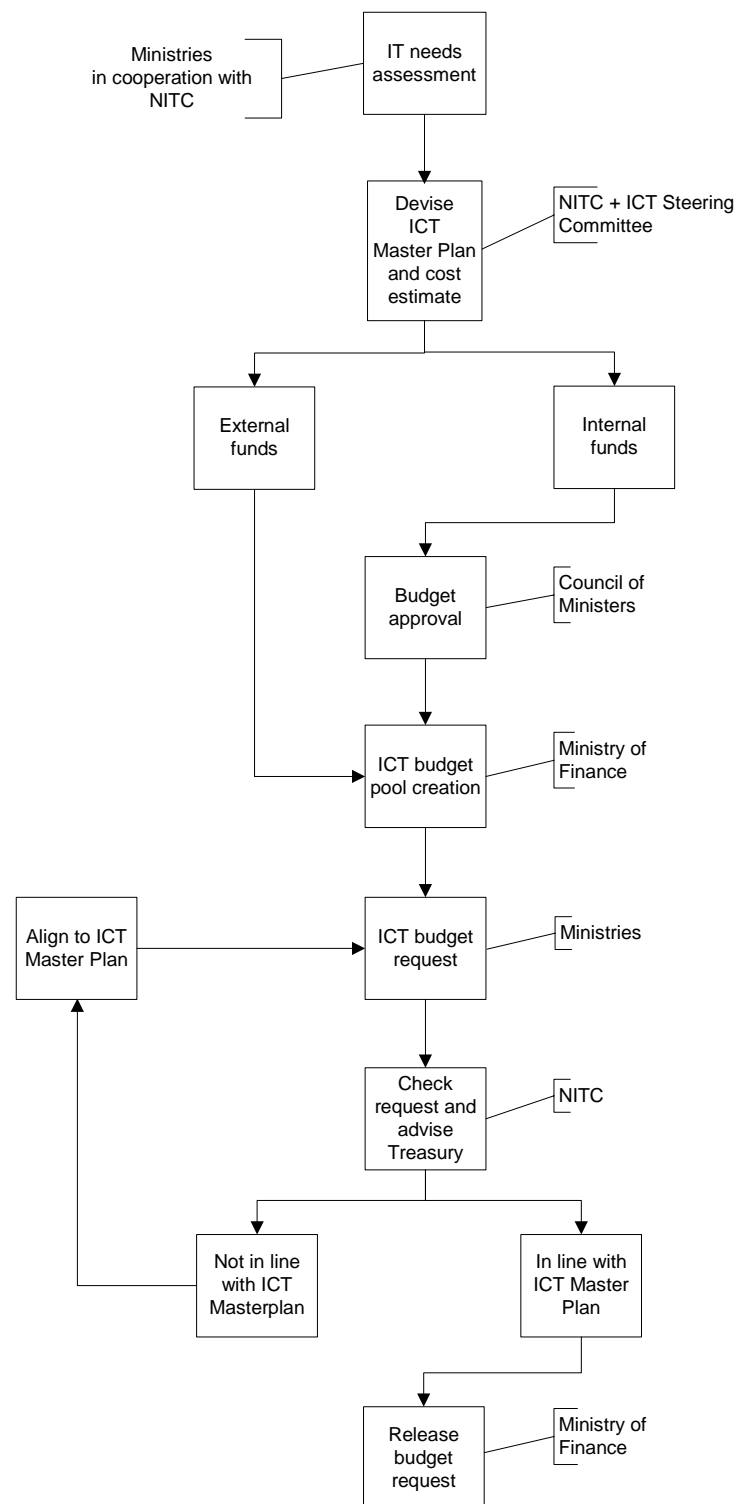 Ministries
in cooperation with
NITC
IT needs
assessment
Devise
ICT
Master Plan
and cost
estimate
NITC + ICT Steering
Committee
External
funds
Internal
funds
Budget
approval
Council of
Ministers
ICT budget
pool creation
Ministry of
Finance
Align to ICT
Master Plan
ICT budget
request
Ministries
Check
request and
advise
Treasury
NITC
Not in line
with ICT
Masterplan
In line with
ICT Master
Plan
Release
budget
request
Ministry of
Finance